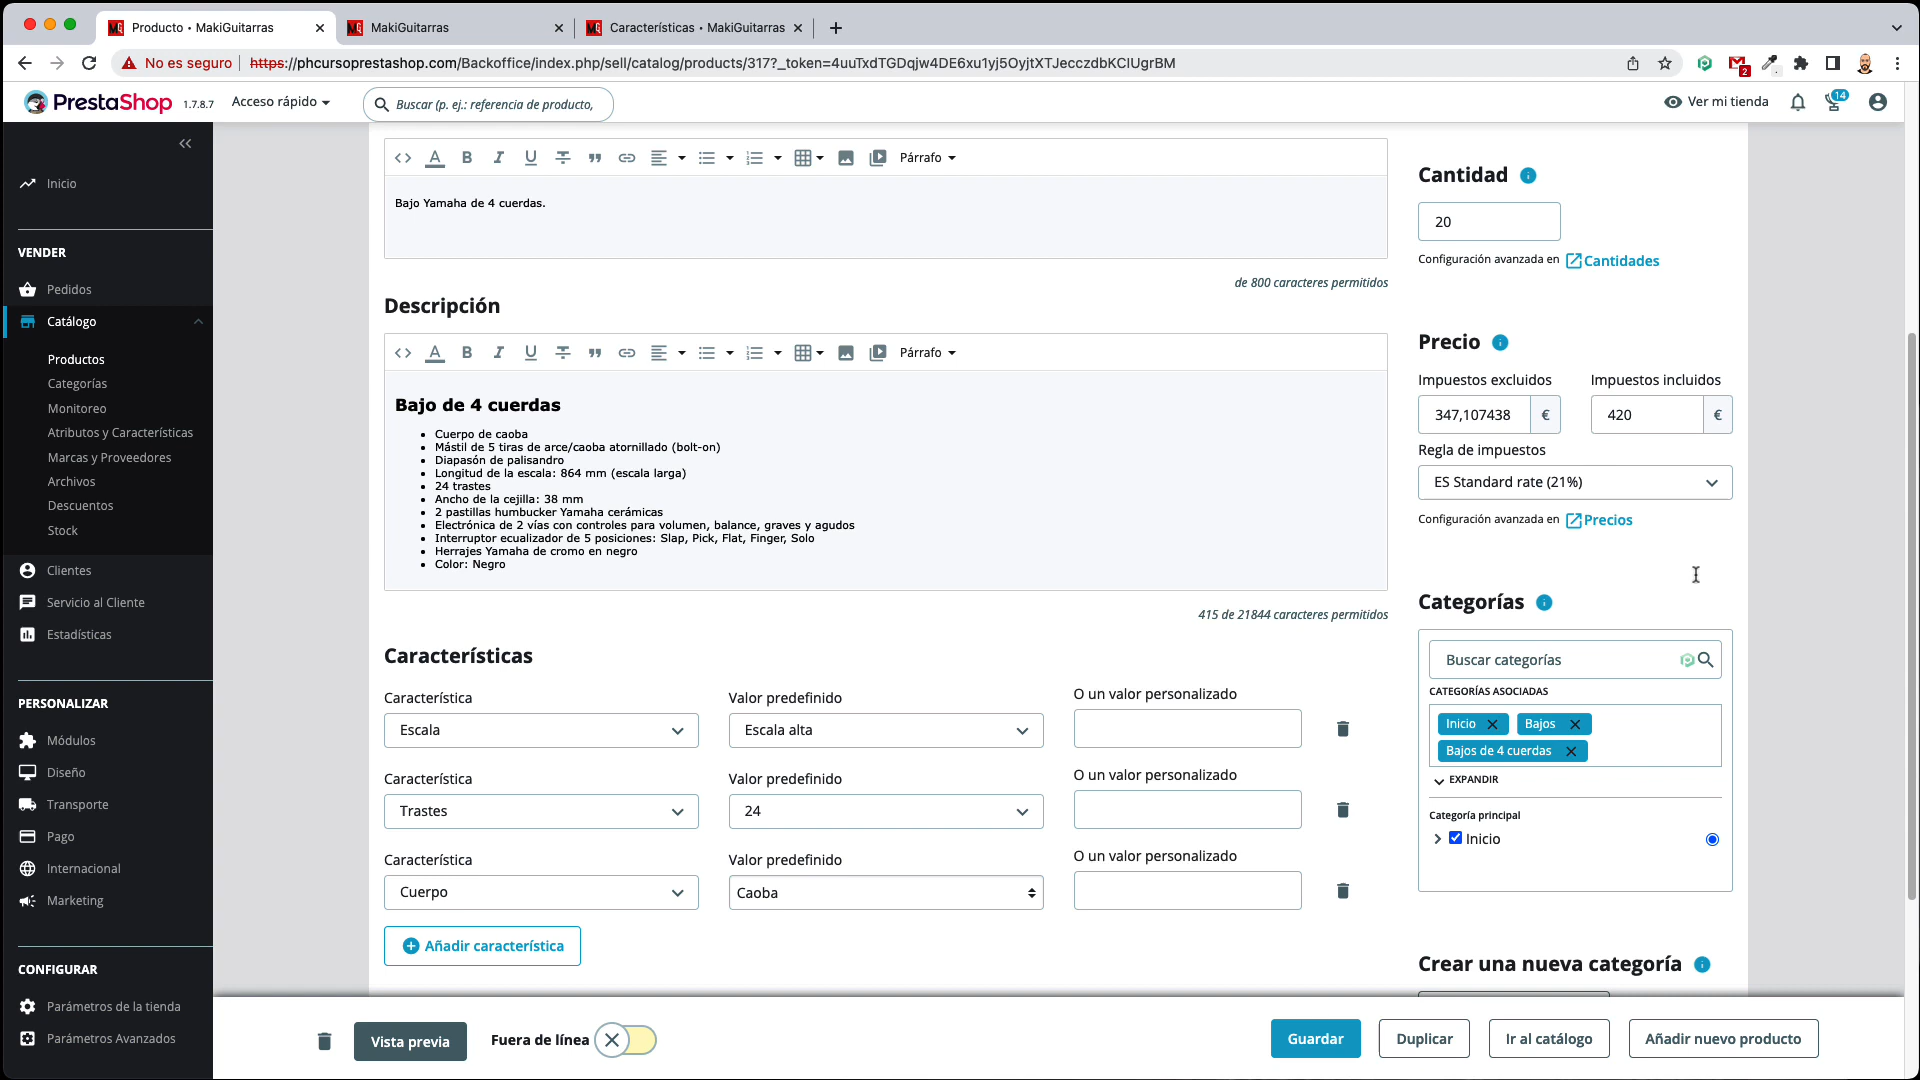 Producto • MakiGuitarras
MakiGuitarras
Características • MakiGuitarras
No es seguro
https://phcursoprestashop.com/Backoffice/index.php/sell/catalog/products/317?_token=4uuTxdTGDqjw4DE6xu1yj5OyjtXTJecczdbKCIUgrBM
2
PrestaShop 1.7.8.7
Acceso rápido
Buscar (p. ej.: referencia de producto,
Ver mi tienda
14
Inicio
VENDER
Pedidos
Catálogo
Productos
Categorías
Monitoreo
Atributos y Características
Marcas y Proveedores
Archivos
Descuentos
Stock
Clientes
Servicio al Cliente
Estadísticas
PERSONALIZAR
Módulos
Diseño
Transporte
Pago
Internacional
Marketing
CONFIGURAR
Parámetros de la tienda
Parámetros Avanzados
Párrafo
Bajo Yamaha de 4 cuerdas.
de 800 caracteres permitidos
Descripción
Párrafo
Bajo de 4 cuerdas
• Cuerpo de caoba
• Mástil de 5 tiras de arce/caoba atornillado (bolt-on)
• Diapasón de palisandro
• Longitud de la escala: 864 mm (escala larga)
• 24 trastes
• Ancho de la cejilla: 38 mm
• 2 pastillas humbucker Yamaha cerámicas
• Electrónica de 2 vías con controles para volumen, balance, graves y agudos
• Interruptor ecualizador de 5 posiciones: Slap, Pick, Flat, Finger, Solo
• Herrajes Yamaha de cromo en negro
• Color: Negro
415 de 21844 caracteres permitidos
Características
Característica Valor predefinido O un valor personalizado
Escala Escala alta
Característica Valor predefinido O un valor personalizado
Trastes 24
Característica Valor predefinido O un valor personalizado
Cuerpo Caoba
Añadir característica
Cantidad
20
Configuración avanzada en Cantidades
Precio
Impuestos excluidos Impuestos incluidos
347,107438 € 420 €
Regla de impuestos
ES Standard rate (21%)
Configuración avanzada en Precios
Categorías
Buscar categorías
CATEGORÍAS ASOCIADAS
Inicio Bajos
Bajos de 4 cuerdas
EXPANDIR
Categoría principal
Inicio
Crear una nueva categoría
Vista previa
Fuera de línea
Guardar
Duplicar
Ir al catálogo
Añadir nuevo producto